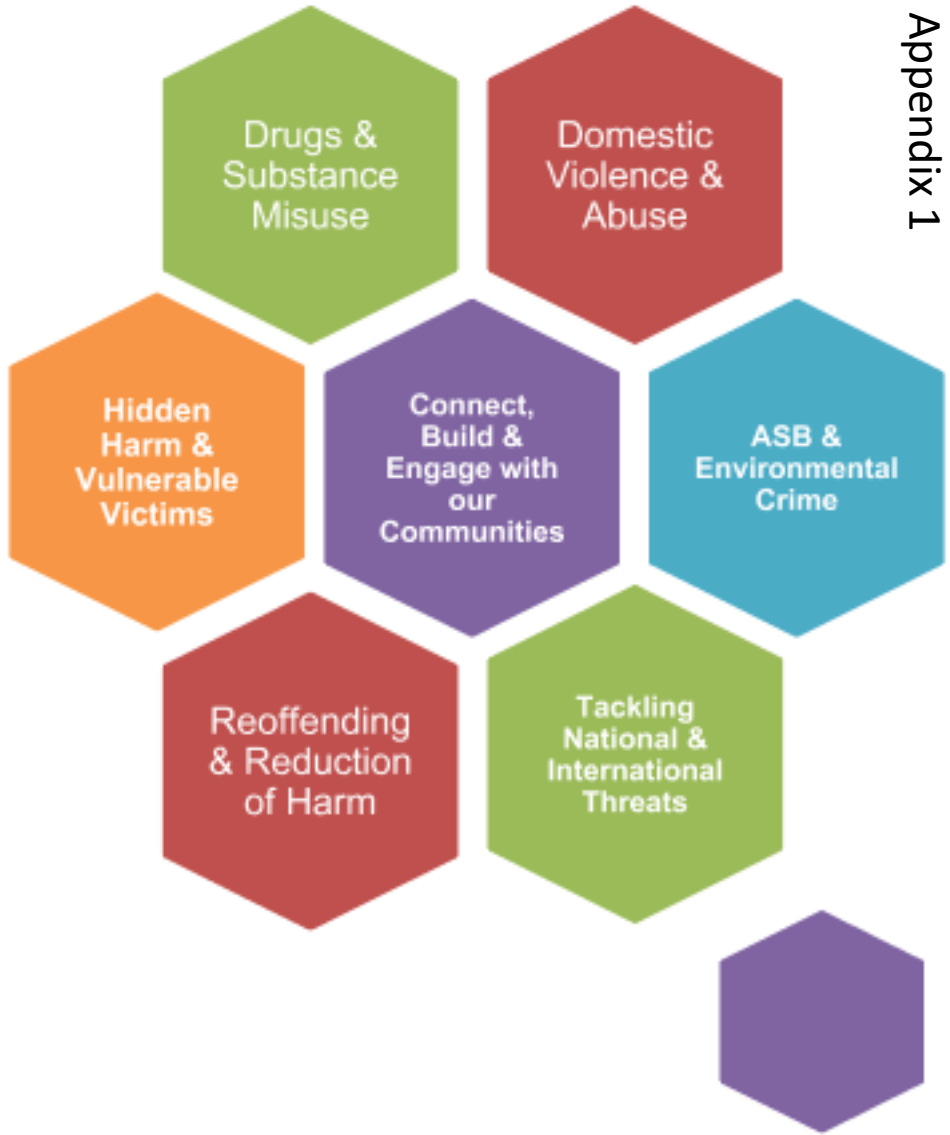 Appendix 1
Drugs &
Substance
Misuse
Domestic
Violence &
Abuse
Hidden
Harm &
Vulnerable
Victims
Connect,
Build &
Engage with
our
Communities
ASB &
Environmental
Crime
Reoffending
& Reduction
of Harm
Tackling
National &
International
Threats